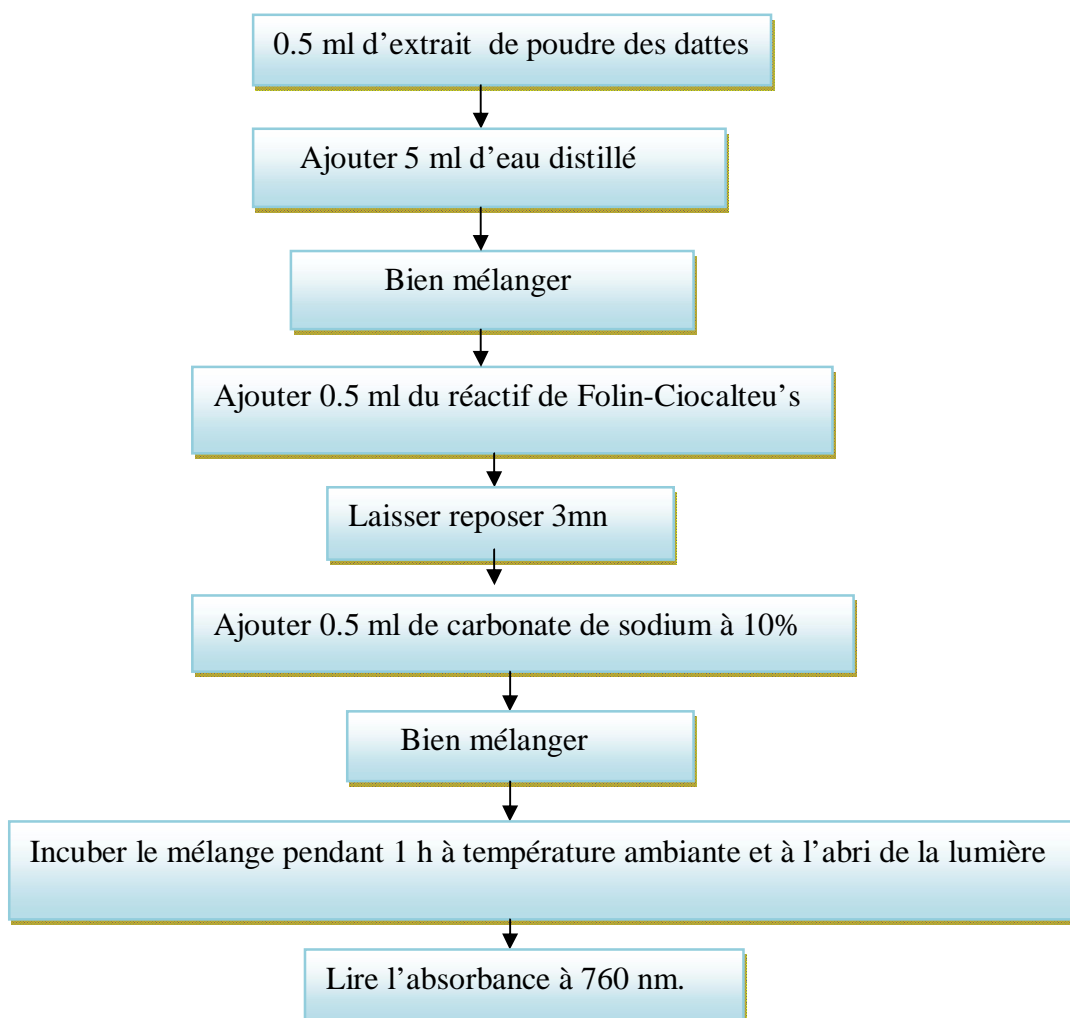 0.5 ml d’extrait de poudre des dattes
Ajouter 5 ml d’eau distillé
Bien mélanger
Ajouter 0.5 ml du réactif de Folin-Ciocalteu’s
Laisser reposer 3mn
Ajouter 0.5 ml de carbonate de sodium à 10%
Bien mélanger
Incuber le mélange pendant 1 h à température ambiante et à l’abri de la lumière
Lire l’absorbance à 760 nm.